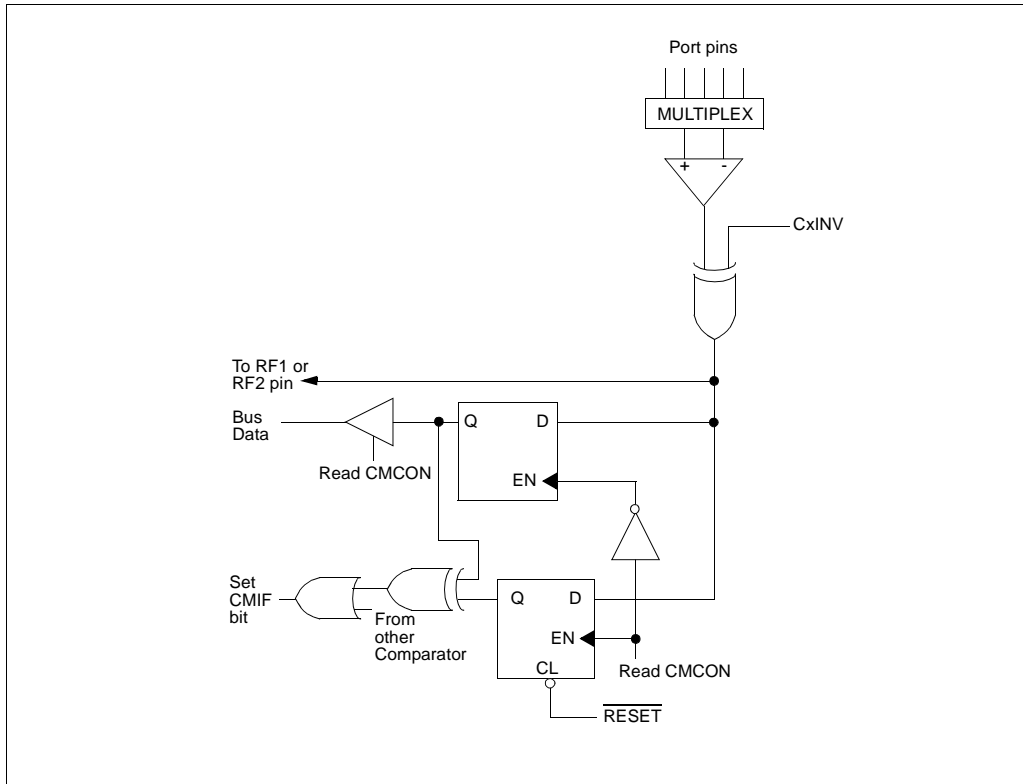 Port pins
MULTIPLEX
+ -
CxINV
To RF1 or
RF2 pin
Bus
Data
Q D
Read CMCON
EN
Set
CMIF
bit
Q D
From
other
Comparator
EN
Read CMCON
CL
RESET